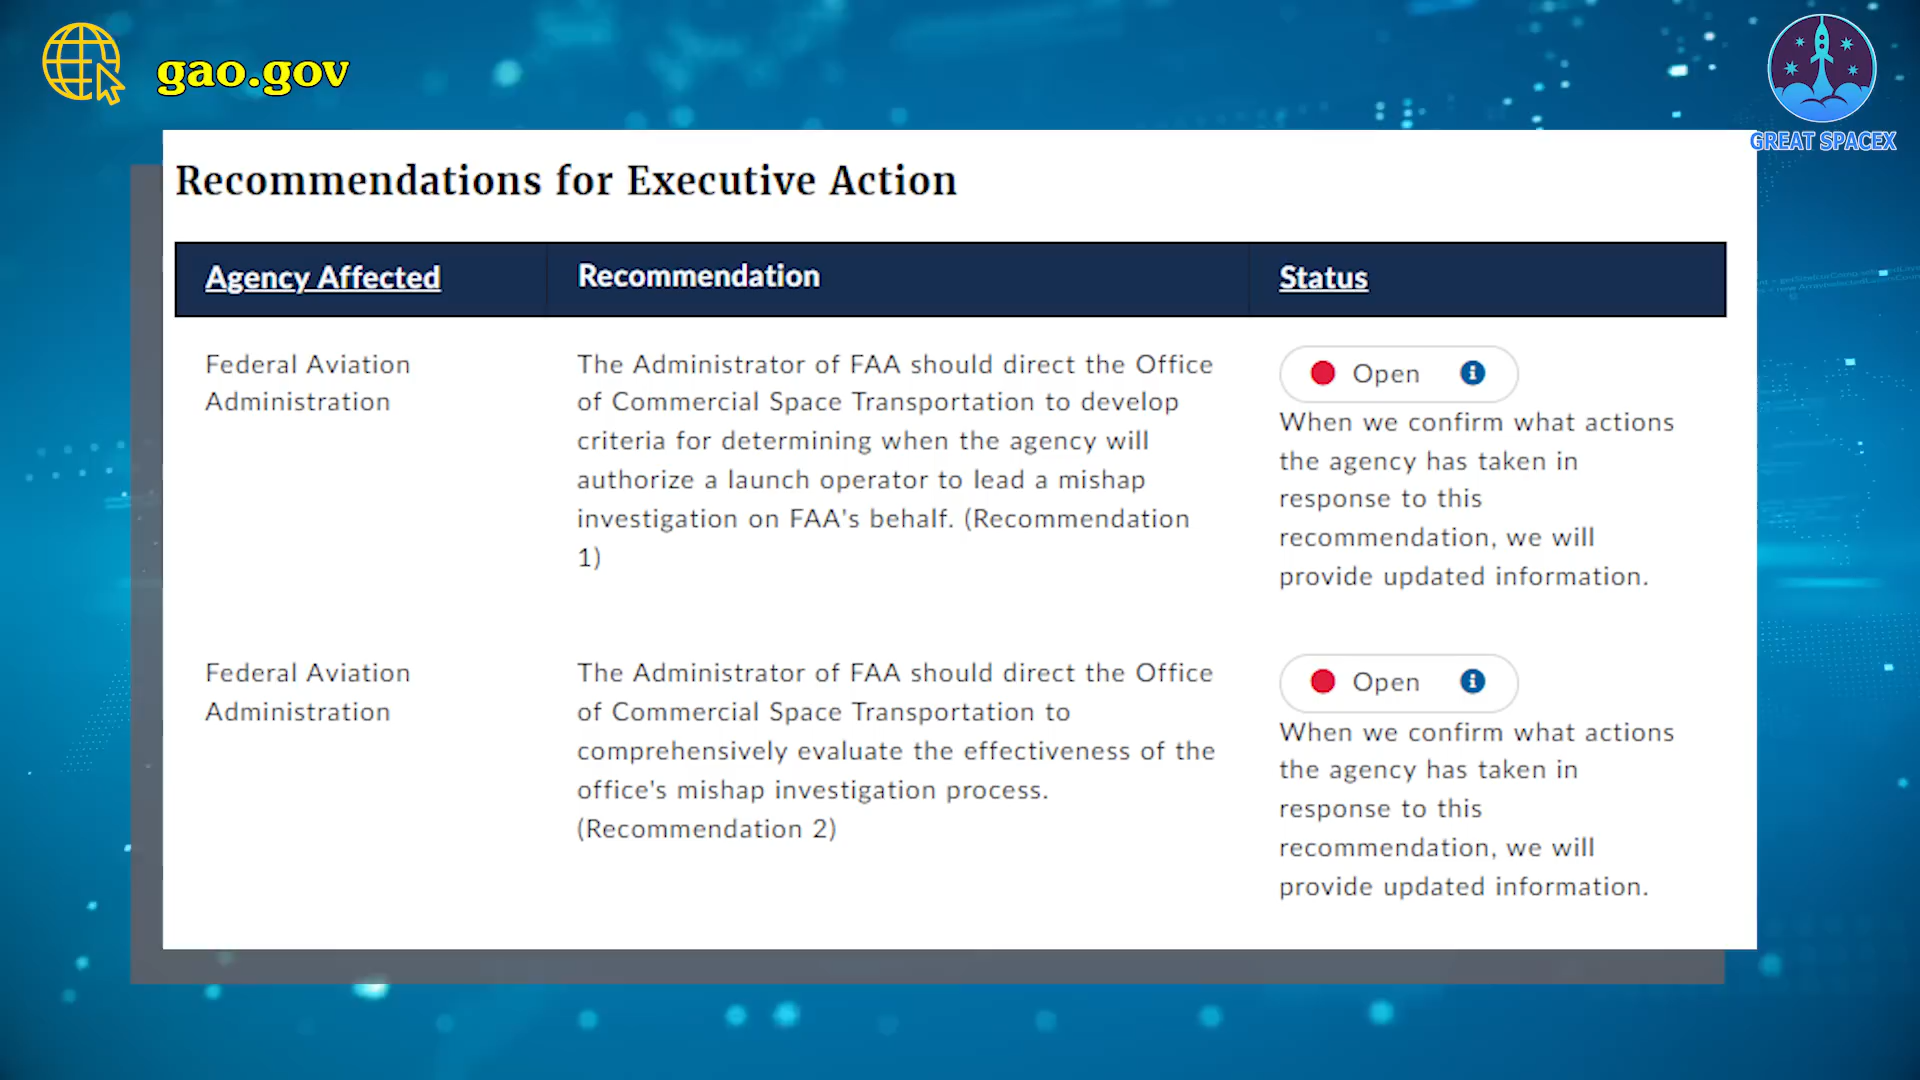 gao.gov
GREAT SPACEX
Recommendations for Executive Action
Agency Affected
Recommendation
Status
Federal Aviation
Administration
The Administrator of FAA should direct the Office
of Commercial Space Transportation to develop
criteria for determining when the agency will
authorize a launch operator to lead a mishap
investigation on FAA's behalf. (Recommendation
1)
Open
When we confirm what actions
the agency has taken in
response to this
recommendation, we will
provide updated information.
Federal Aviation
Administration
The Administrator of FAA should direct the Office
of Commercial Space Transportation to
comprehensively evaluate the effectiveness of the
office's mishap investigation process.
(Recommendation 2)
Open
When we confirm what actions
the agency has taken in
response to this
recommendation, we will
provide updated information.